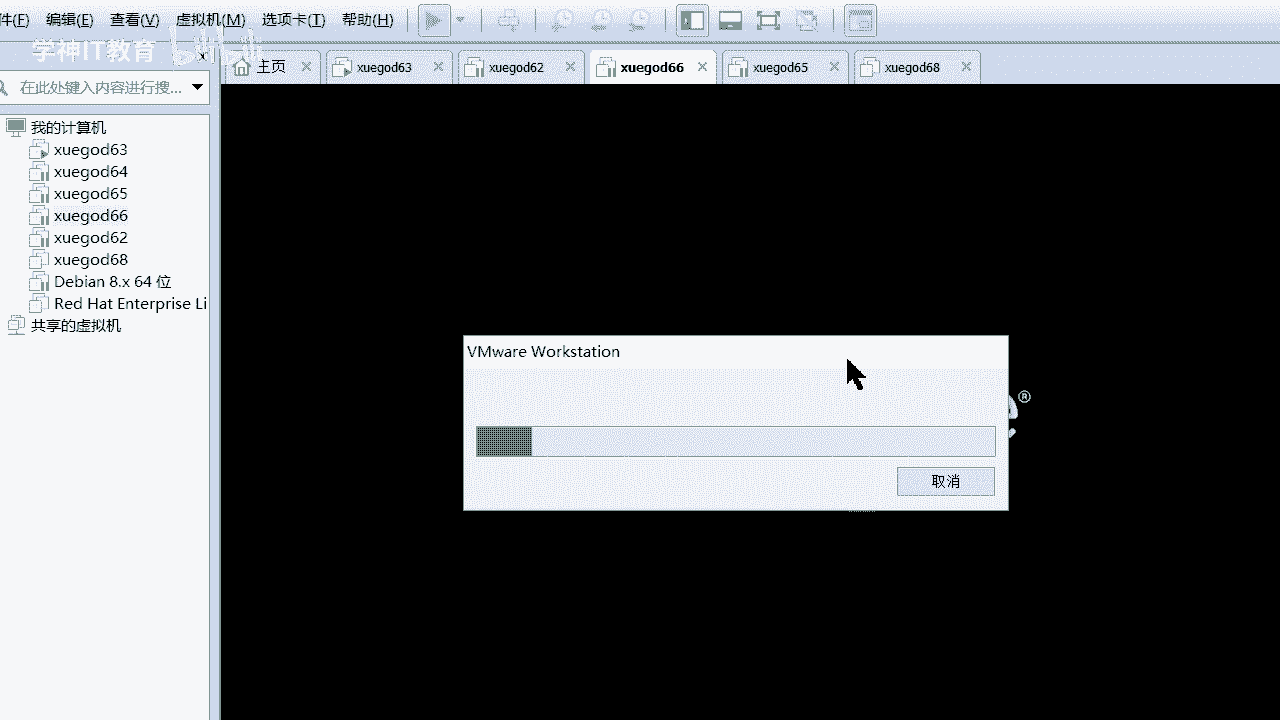 件(F) 编辑(E) 查看(V) 虚拟机(M) 选项卡(T) 帮助(H)
学神IT教育 bilibili
主页 xuegod63 xuegod62 xuegod66 xuegod65 xuegod68
在此处键入内容进行搜...
我的计算机
xuegod63
xuegod64
xuegod65
xuegod66
xuegod62
xuegod68
Debian 8.x 64 位
Red Hat Enterprise Li
共享的虚拟机
VMware Workstation
®
取消